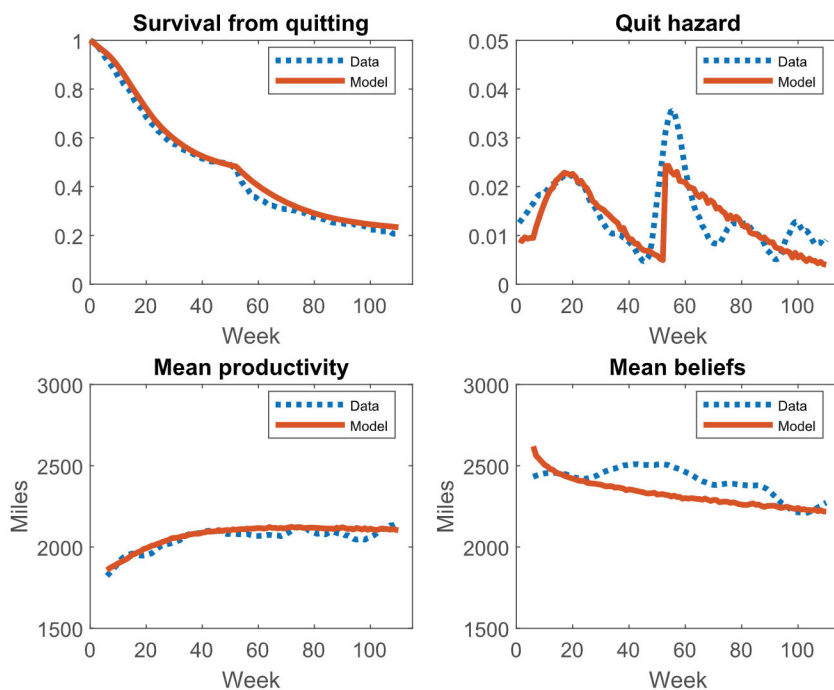 Survival from quitting
1
0.8
0.6
0.4
0.2
0
0 20 40 60 80 100
Week
Data
Model
Quit hazard
0.05
0.04
0.03
0.02
0.01
0
0 20 40 60 80 100
Week
Data
Model
Mean productivity
Miles
3000
2500
2000
1500
0 20 40 60 80 100
Week
Data
Model
Mean beliefs
Miles
3000
2500
2000
1500
0 20 40 60 80 100
Week
Data
Model